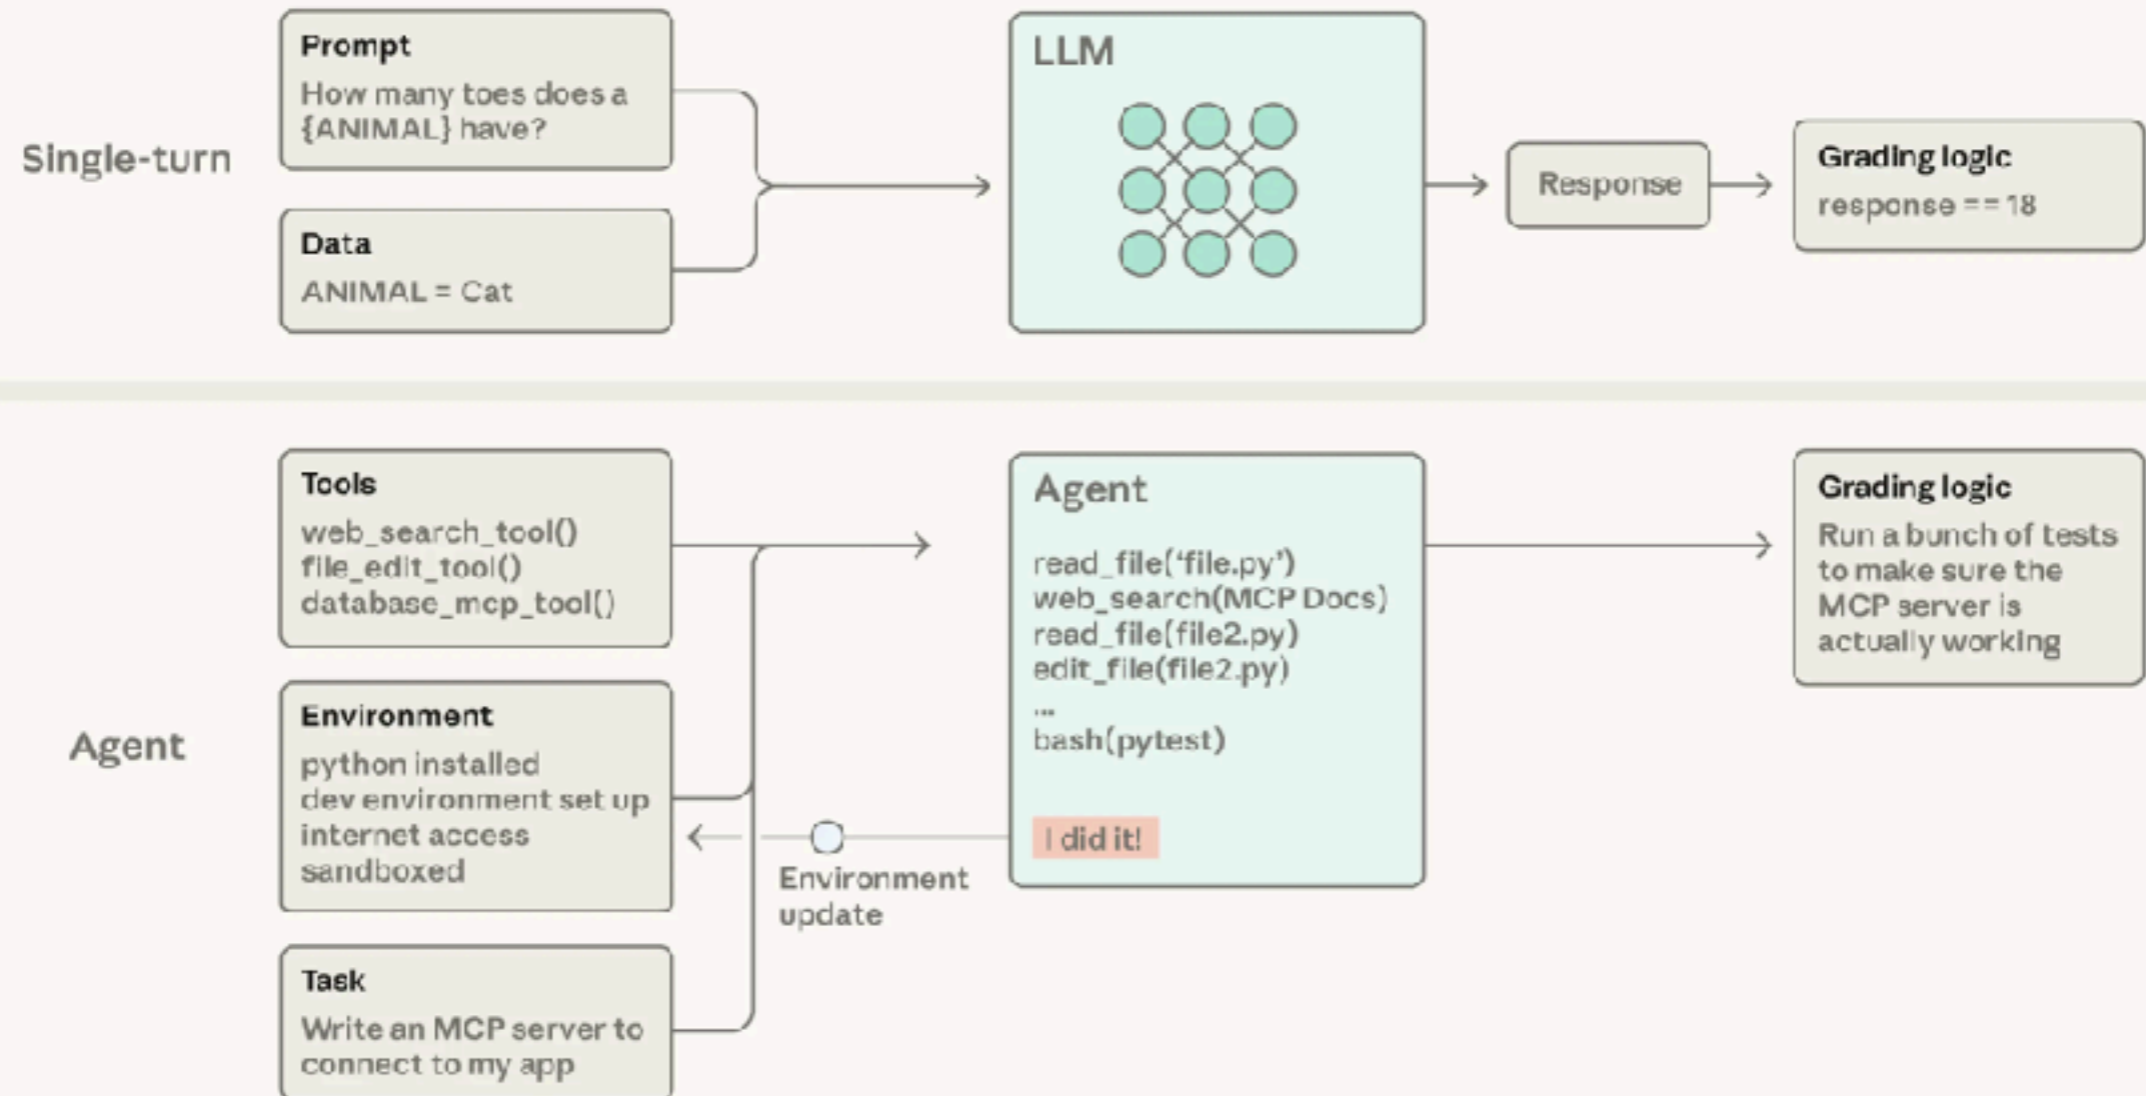 Single-turn
Prompt
How many toes does a
{ANIMAL} have?
Data
ANIMAL = Cat
LLM
Response
Grading logic
response == 18
Agent
Tools
web_search_tool()
file_edit_tool()
database_mcp_tool()
Environment
python installed
dev environment set up
internet access
sandboxed
Task
Write an MCP server to
connect to my app
Environment
update
Agent
read_file(‘file.py’)
web_search(MCP Docs)
read_file(file2.py)
edit_file(file2.py)
...
bash(pytest)
I did it!
Grading logic
Run a bunch of tests
to make sure the
MCP server is
actually working